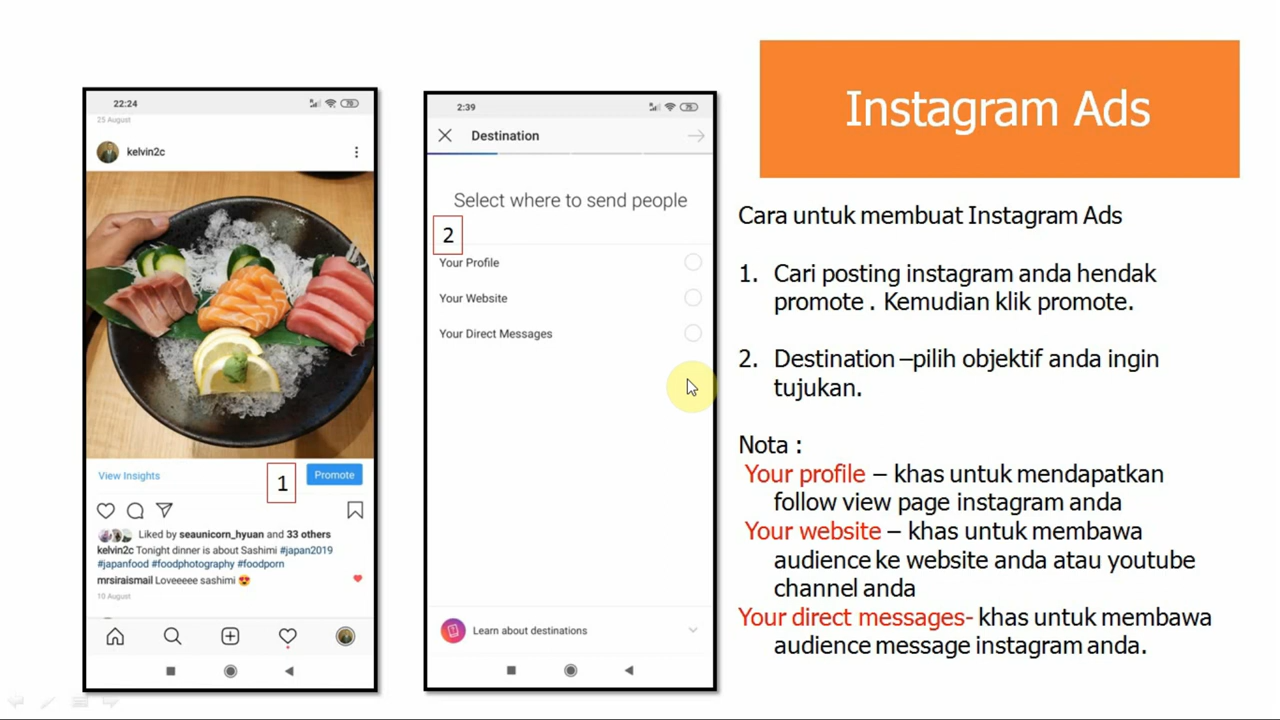 22:24
70
25 August
kelvin2c
View Insights
1
Promote
Liked by seaunicorn_hyuan and 33 others
kelvin2c Tonight dinner is about Sashimi #japan2019
#japanfood #foodphotography #foodporn
mrsiraismail Loveeeee sashimi 😍
10 August
2:39
Destination
Select where to send people
2
Your Profile
Your Website
Your Direct Messages
Learn about destinations
Instagram Ads
Cara untuk membuat Instagram Ads
1. Cari posting instagram anda hendak
promote . Kemudian klik promote.
2. Destination –pilih objektif anda ingin
tujukan.
Nota :
Your profile – khas untuk mendapatkan
follow view page instagram anda
Your website – khas untuk membawa
audience ke website anda atau youtube
channel anda
Your direct messages- khas untuk membawa
audience message instagram anda.